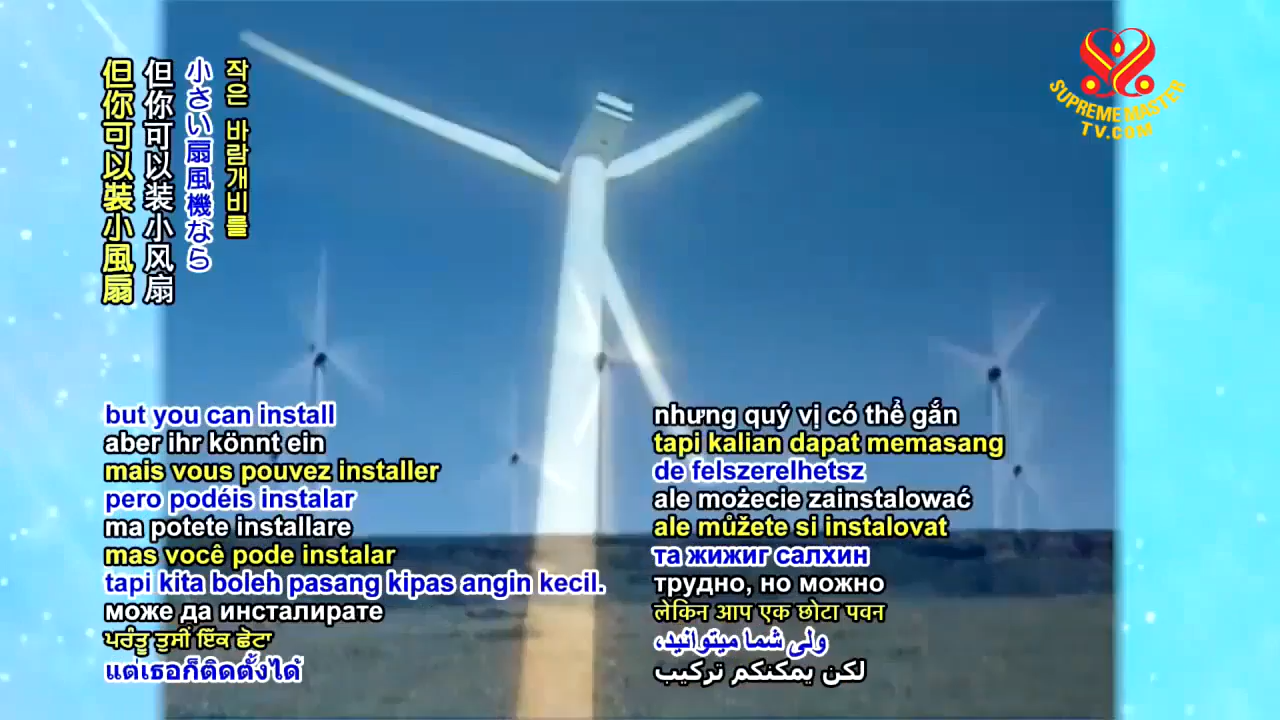 작은 바람개비를
小さい扇風機なら
但你可以装小风扇
但你可以裝小風扇
SUPREME MASTER
TV.COM
but you can install
aber ihr könnt ein
mais vous pouvez installer
pero podéis instalar
ma potete installare
mas você pode instalar
tapi kita boleh pasang kipas angin kecil.
може да инсталирате
ਪਰੰਤੂ ਤੁਸੀਂ ਇੱਕ ਛੋਟਾ
แต่เธอก็ติดตั้งได้
nhưng quý vị có thể gắn
tapi kalian dapat memasang
de felszerelhetsz
ale możecie zainstalować
ale můžete si instalovat
та жижиг салхин
трудно, но можно
लेकिन आप एक छोटा पवन
ولی شما میتوانید،
لكن يمكنكم تركيب